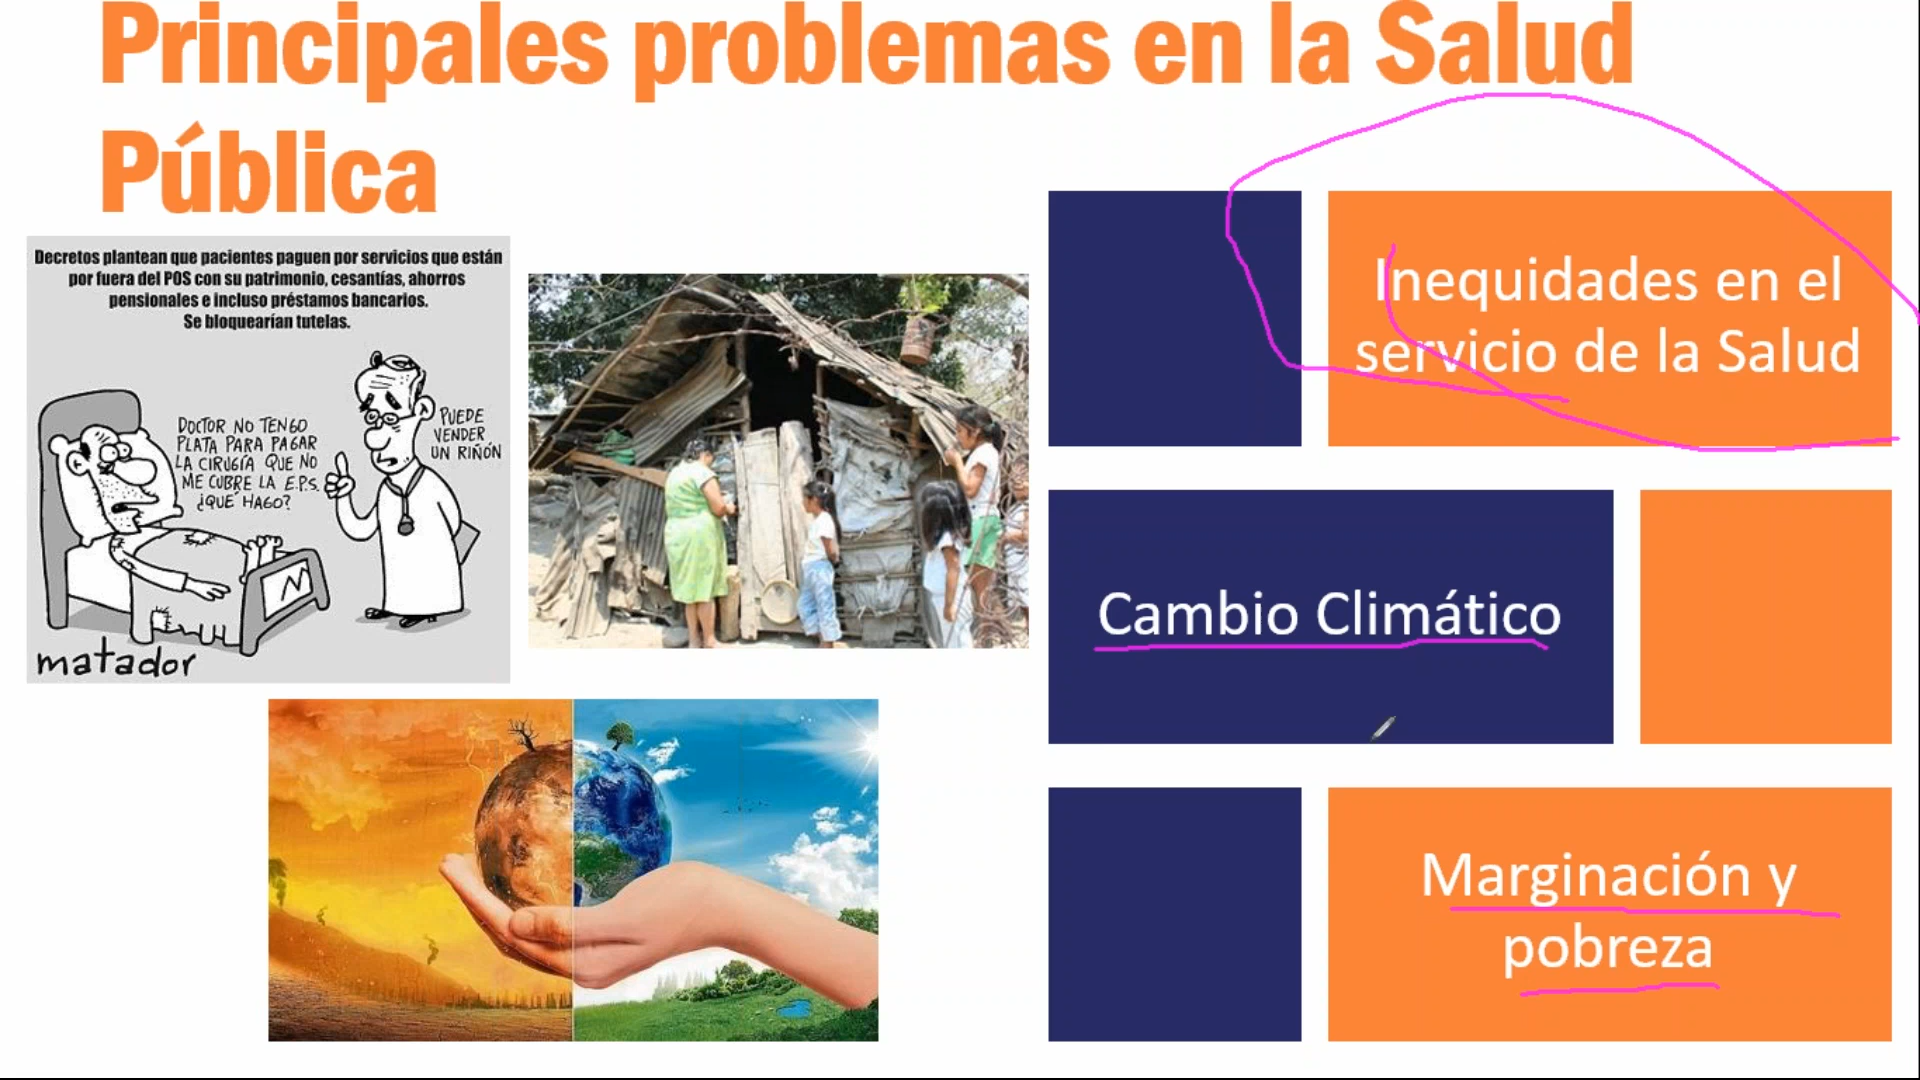 Principales problemas en la Salud
Pública
Decretos plantean que pacientes paguen por servicios que están
por fuera del POS con su patrimonio, cesantías, ahorros
pensionales e incluso préstamos bancarios.
Se bloquearían tutelas.
DOCTOR NO TENGO
PLATA PARA PAGAR
LA CIRUGÍA QUE NO
ME CUBRE LA E.P.S.
¿QUÉ HAGO?
PUEDE
VENDER
UN RIÑÓN
matador
Inequidades en el
servicio de la Salud
Cambio Climático
Marginación y
pobreza